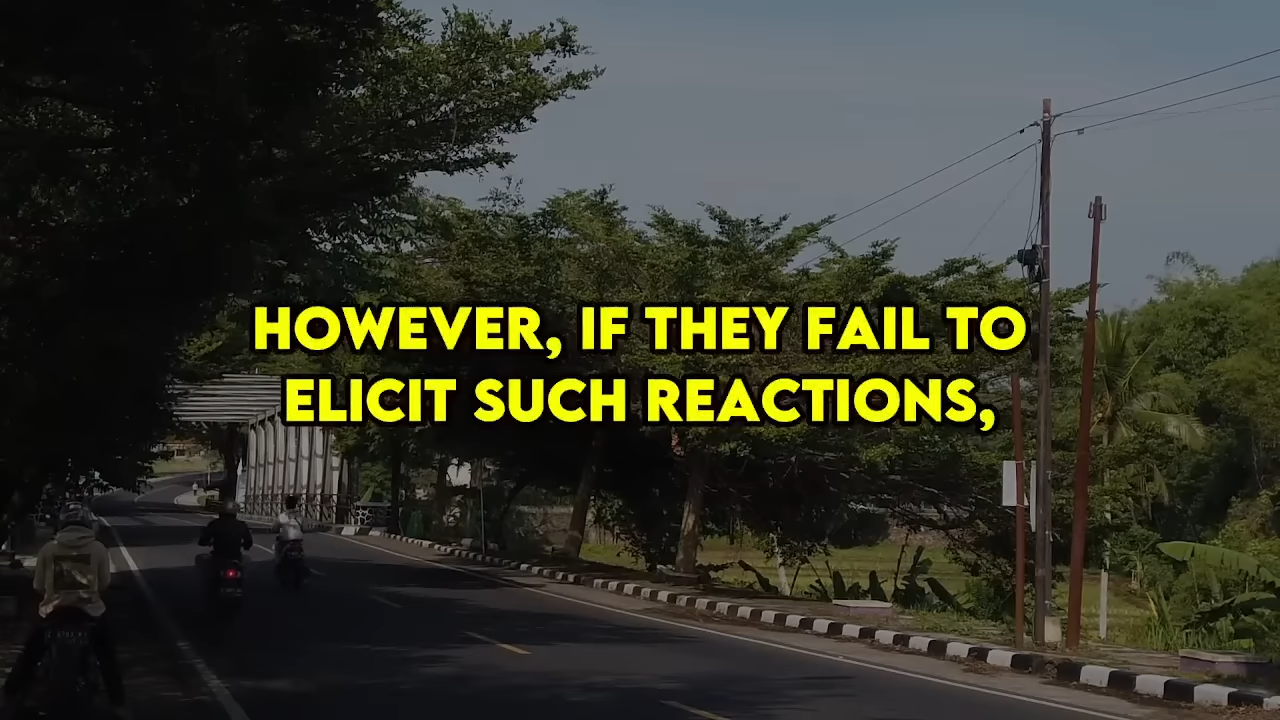 HOWEVER, IF THEY FAIL TO
ELICIT SUCH REACTIONS,